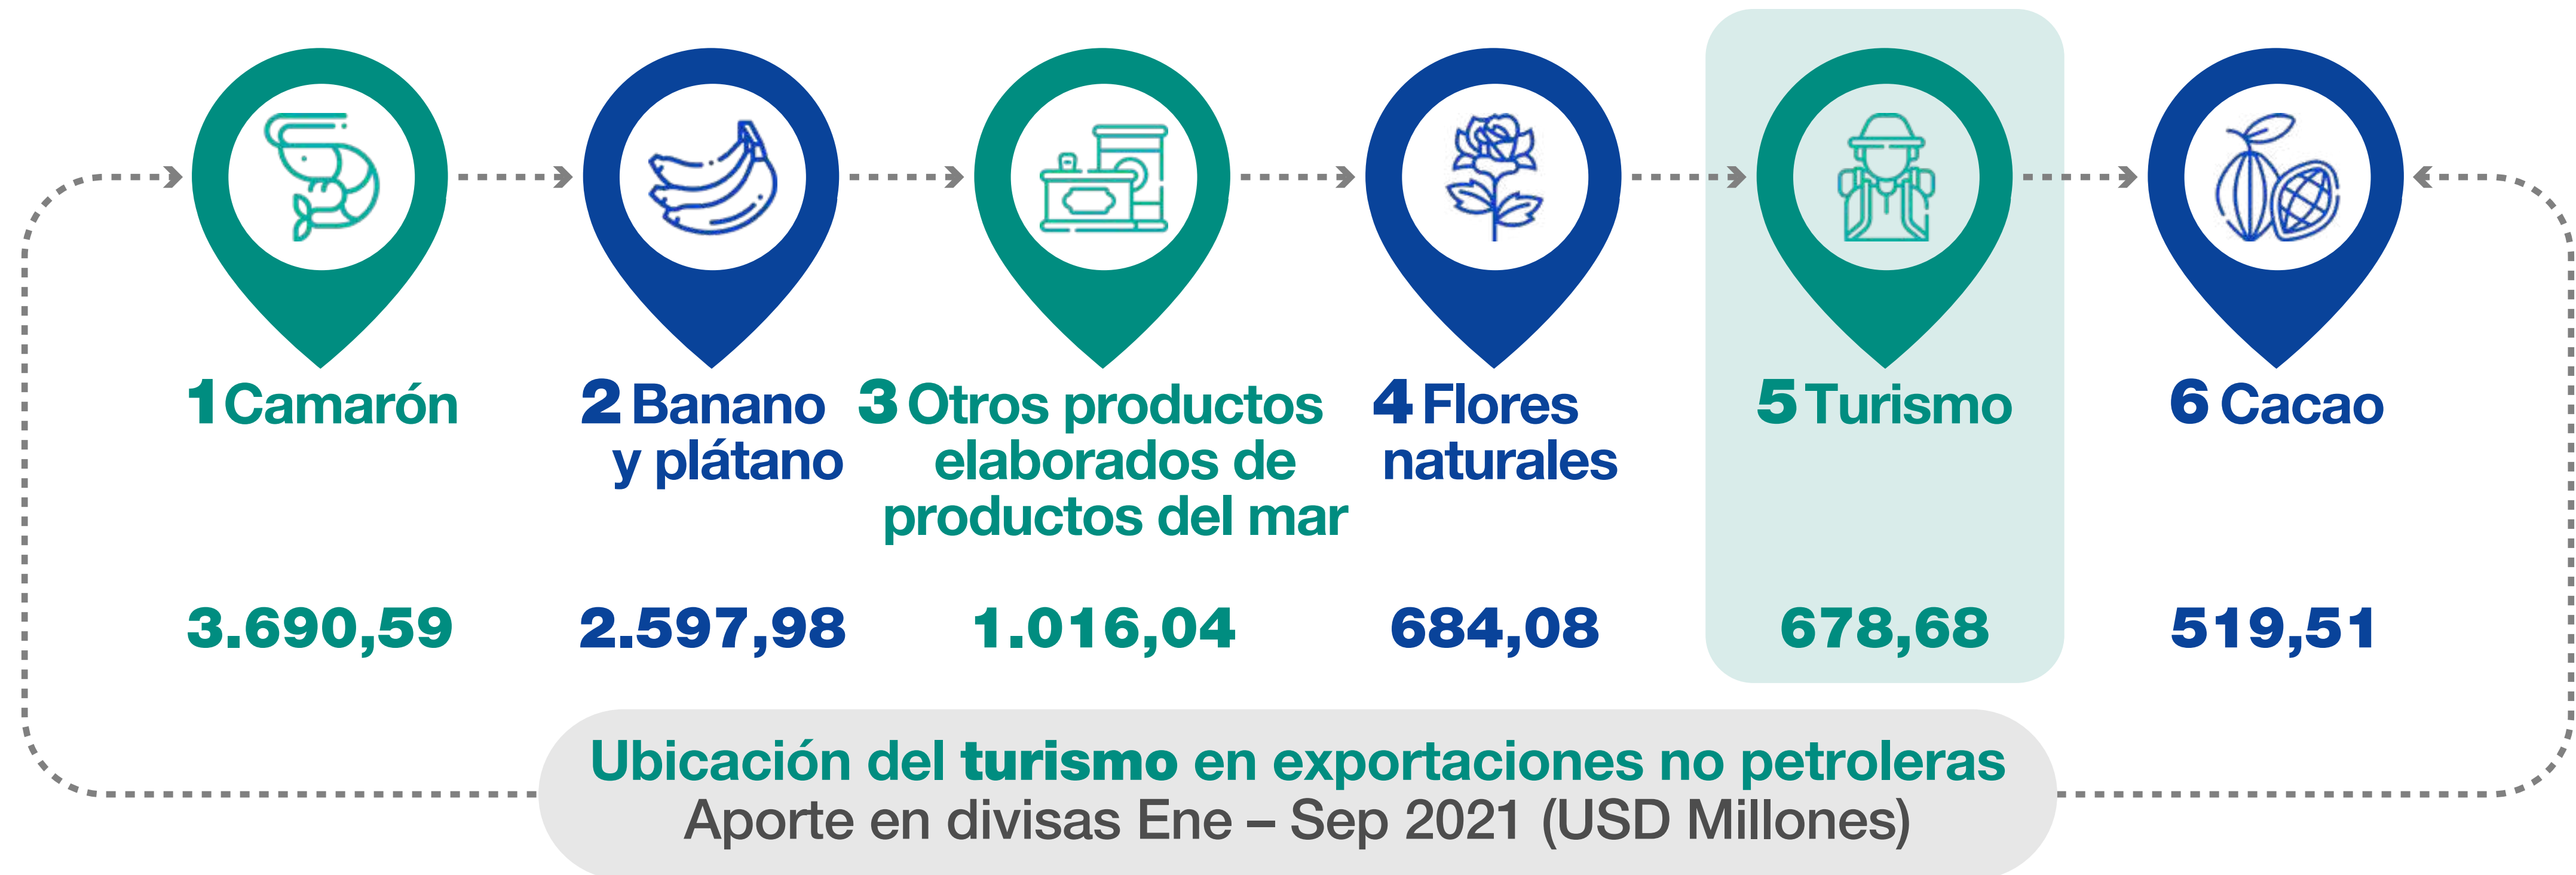 1 Camarón
3.690,59
2 Banano
y plátano
2.597,98
3 Otros productos
elaborados de
productos del mar
1.016,04
4 Flores
naturales
684,08
5 Turismo
678,68
6 Cacao
519,51
Ubicación del turismo en exportaciones no petroleras
Aporte en divisas Ene – Sep 2021 (USD Millones)